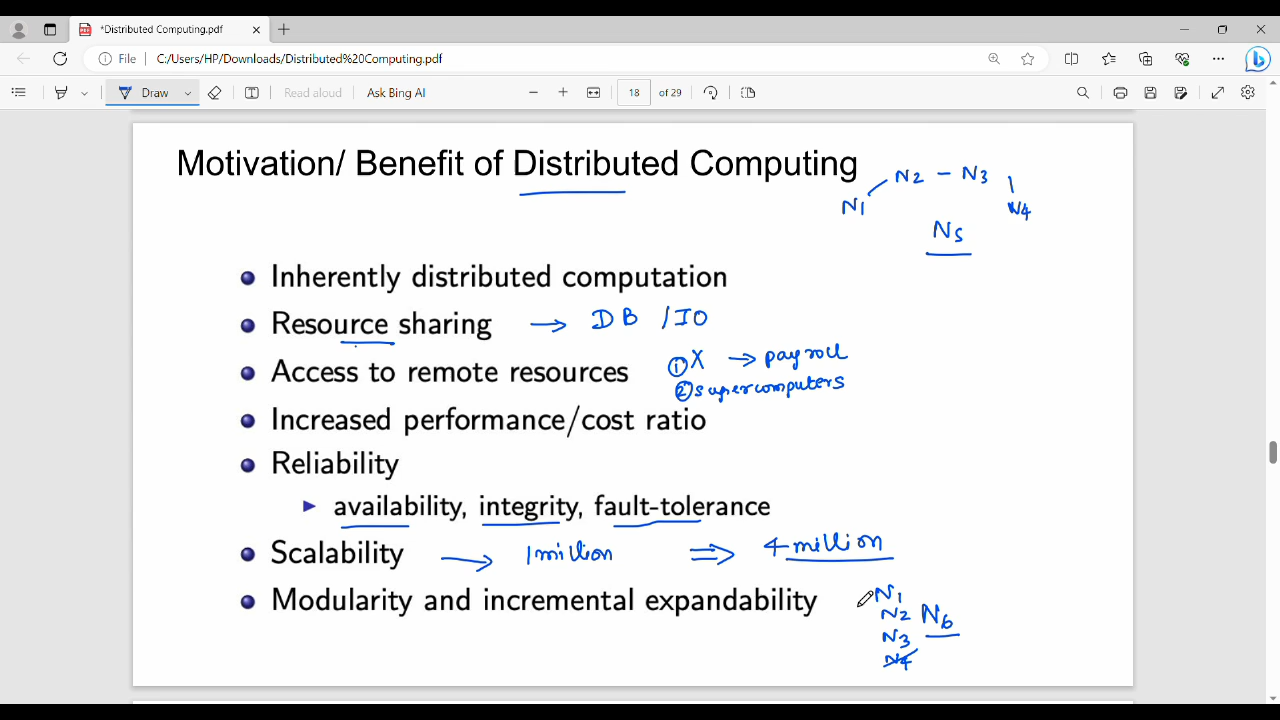 *Distributed Computing.pdf
File C:/Users/HP/Downloads/Distributed%20Computing.pdf
Draw Read aloud Ask Bing AI 18 of 29
Motivation/ Benefit of Distributed Computing
N2 - N3
N1 N4
N5
Inherently distributed computation
Resource sharing → DB /IO
Access to remote resources ① X → payroll
② supercomputers
Increased performance/cost ratio
Reliability
availability, integrity, fault-tolerance
Scalability → 1 million ⇒ 4 million
Modularity and incremental expandability N1
N2 N6
N3
N4